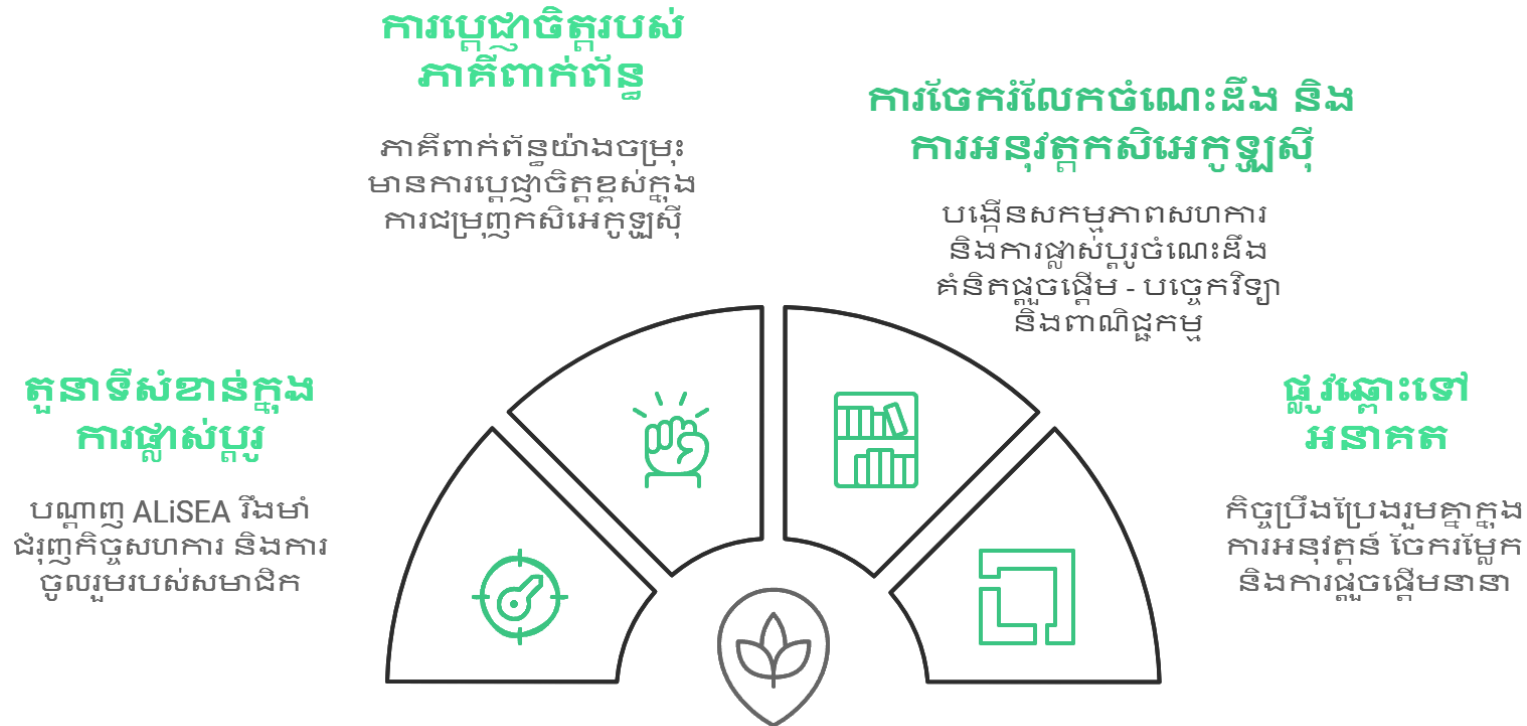 ការប្តេជ្ញាចិត្តរបស់
ភាគីពាក់ព័ន្ធ
ភាគីពាក់ព័ន្ធយ៉ាងចម្រុះ
មានការប្តេជ្ញាចិត្តខ្ពស់ក្នុង
ការជម្រុញកសិអេកូឡូស៊ី
ការចែករំលែកចំណេះដឹង និង
ការអនុវត្តកសិអេកូឡូស៊ី
បង្កើនសកម្មភាពសហការ
និងការផ្លាស់ប្តូរចំណេះដឹង
គំនិតផ្តួចផ្តើម - បច្ចេកវិទ្យា
និងពាណិជ្ជកម្ម
តួនាទីសំខាន់ក្នុង
ការផ្លាស់ប្តូរ
បណ្តាញ ALiSEA រឹងមាំ
ជំរុញកិច្ចសហការ និងការ
ចូលរួមរបស់សមាជិក
ផ្លូវឆ្ពោះទៅ
អនាគត
កិច្ចប្រឹងប្រែងរួមគ្នាក្នុង
ការអនុវត្តន៍ ចែករម្លែក
និងការផ្តួចផ្តើមនានា